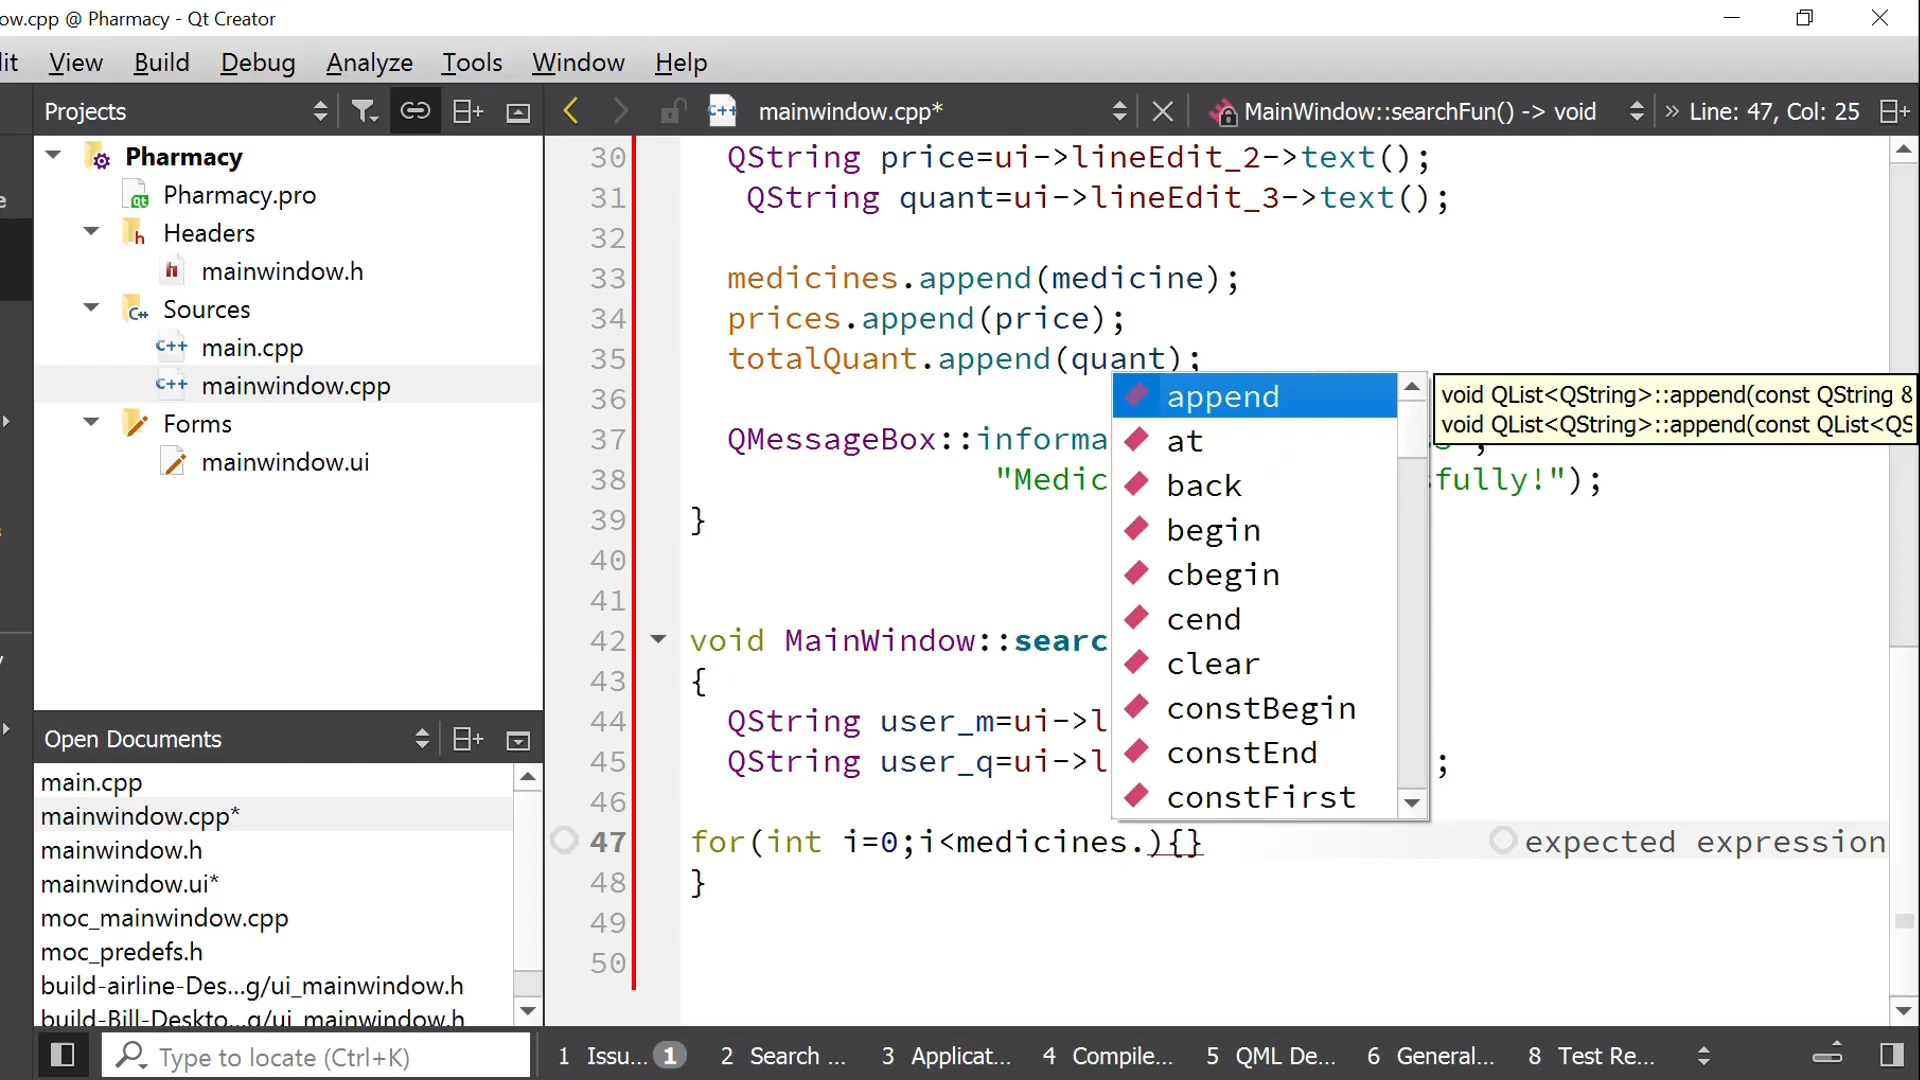 ow.cpp @ Pharmacy - Qt Creator
it View Build Debug Analyze Tools Window Help
Projects
mainwindow.cpp*
MainWindow::searchFun() -> void
» Line: 47, Col: 25
Pharmacy
Pharmacy.pro
Headers
mainwindow.h
Sources
main.cpp
mainwindow.cpp
Forms
mainwindow.ui
30 QString price=ui->lineEdit_2->text();
31 QString quant=ui->lineEdit_3->text();
32
33 medicines.append(medicine);
34 prices.append(price);
35 totalQuant.append(quant);
36
37 QMessageBox::informa
38 "Medic fully!");
39 }
40
41
42 void MainWindow::searc
43 {
44 QString user_m=ui->l
45 QString user_q=ui->l ;
46
47 for(int i=0;i<medicines.){} expected expression
48 }
49
50
append
at
back
begin
cbegin
cend
clear
constBegin
constEnd
constFirst
void QList<QString>::append(const QString &
void QList<QString>::append(const QList<QS
Open Documents
main.cpp
mainwindow.cpp*
mainwindow.h
mainwindow.ui*
moc_mainwindow.cpp
moc_predefs.h
build-airline-Des...g/ui_mainwindow.h
build-Bill-Deskto...g/ui_mainwindow.h
Type to locate (Ctrl+K)
1 Issu... 1 2 Search ... 3 Applicat... 4 Compile... 5 QML De... 6 General... 8 Test Re...